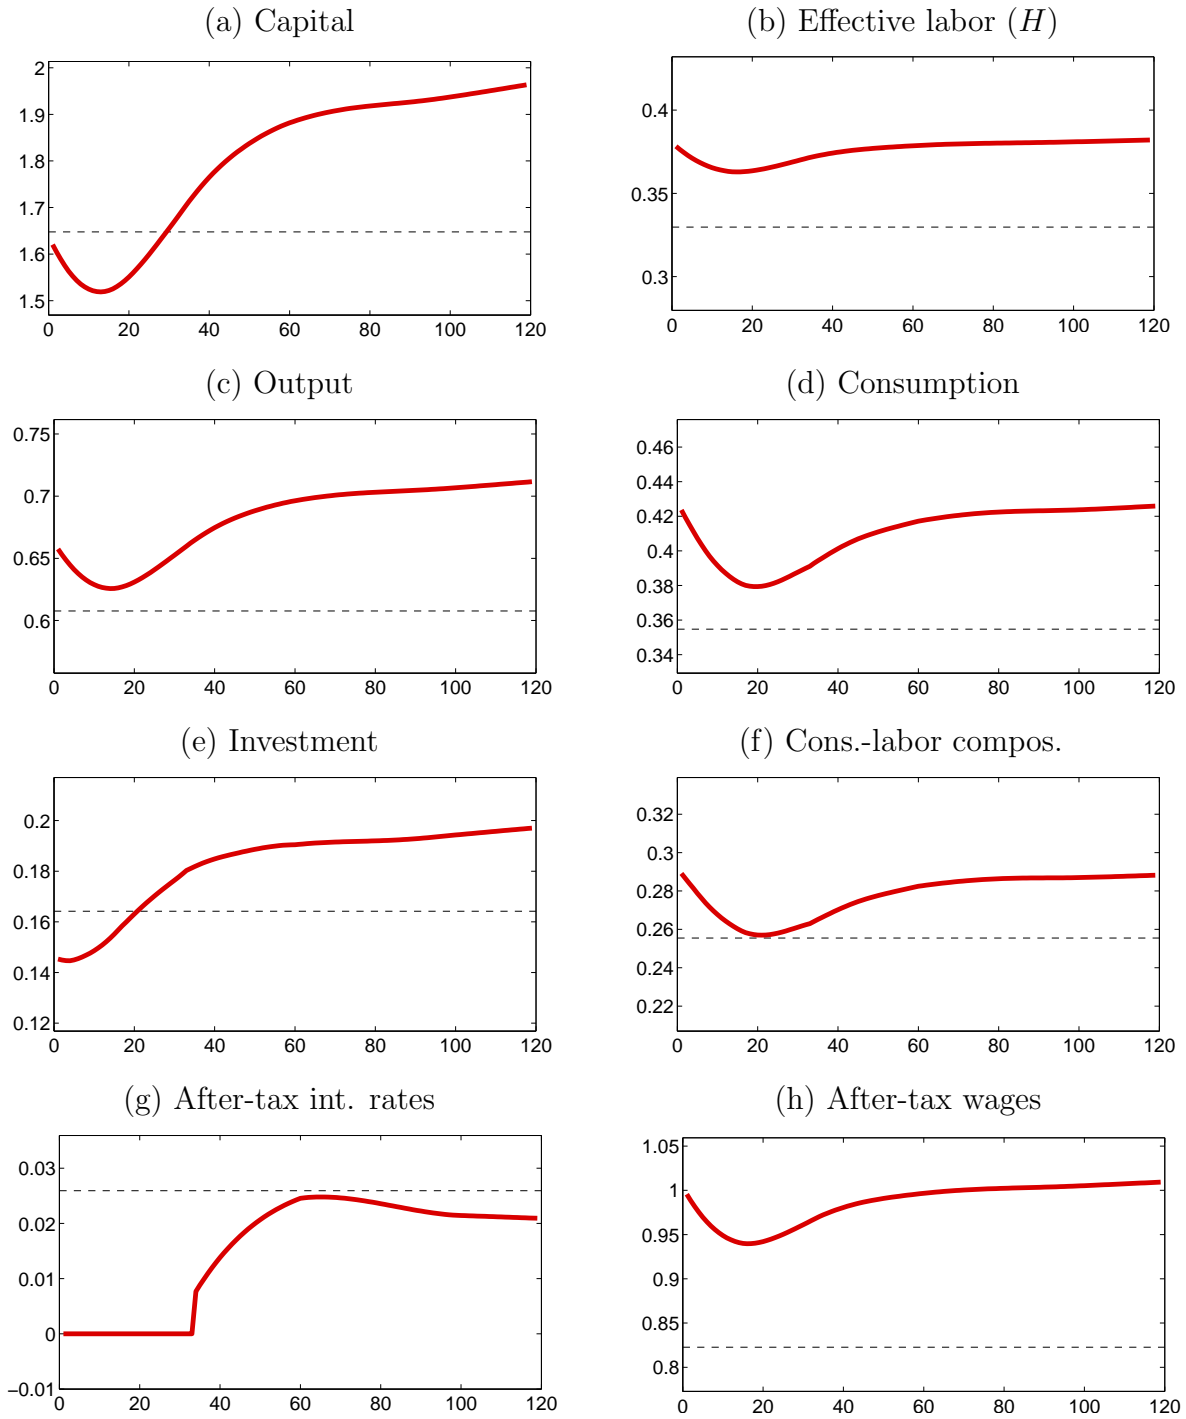 (a) Capital
(b) Effective labor (H)
2
1.9
1.8
1.7
1.6
1.5
0 20 40 60 80 100 120
0.4
0.35
0.3
0 20 40 60 80 100 120
(c) Output
(d) Consumption
0.75
0.7
0.65
0.6
0 20 40 60 80 100 120
0.46
0.44
0.42
0.4
0.38
0.36
0.34
0 20 40 60 80 100 120
(e) Investment
(f) Cons.-labor compos.
0.2
0.18
0.16
0.14
0.12
0 20 40 60 80 100 120
0.32
0.3
0.28
0.26
0.24
0.22
0 20 40 60 80 100 120
(g) After-tax int. rates
(h) After-tax wages
0.03
0.02
0.01
0
−0.01
0 20 40 60 80 100 120
1.05
1
0.95
0.9
0.85
0.8
0 20 40 60 80 100 120